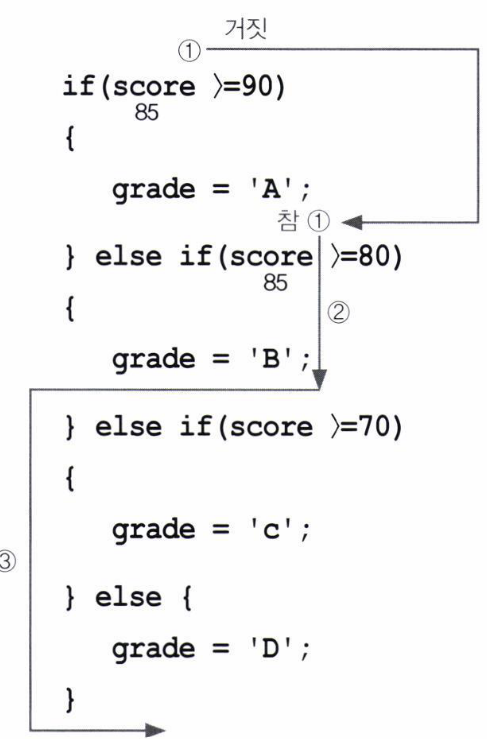 거짓
①
if(score >=90)
85
{
grade = 'A';
참 ①
} else if(score >=80)
85
{
②
grade = 'B';
} else if(score >=70)
{
grade = 'c';
③
} else {
grade = 'D';
}